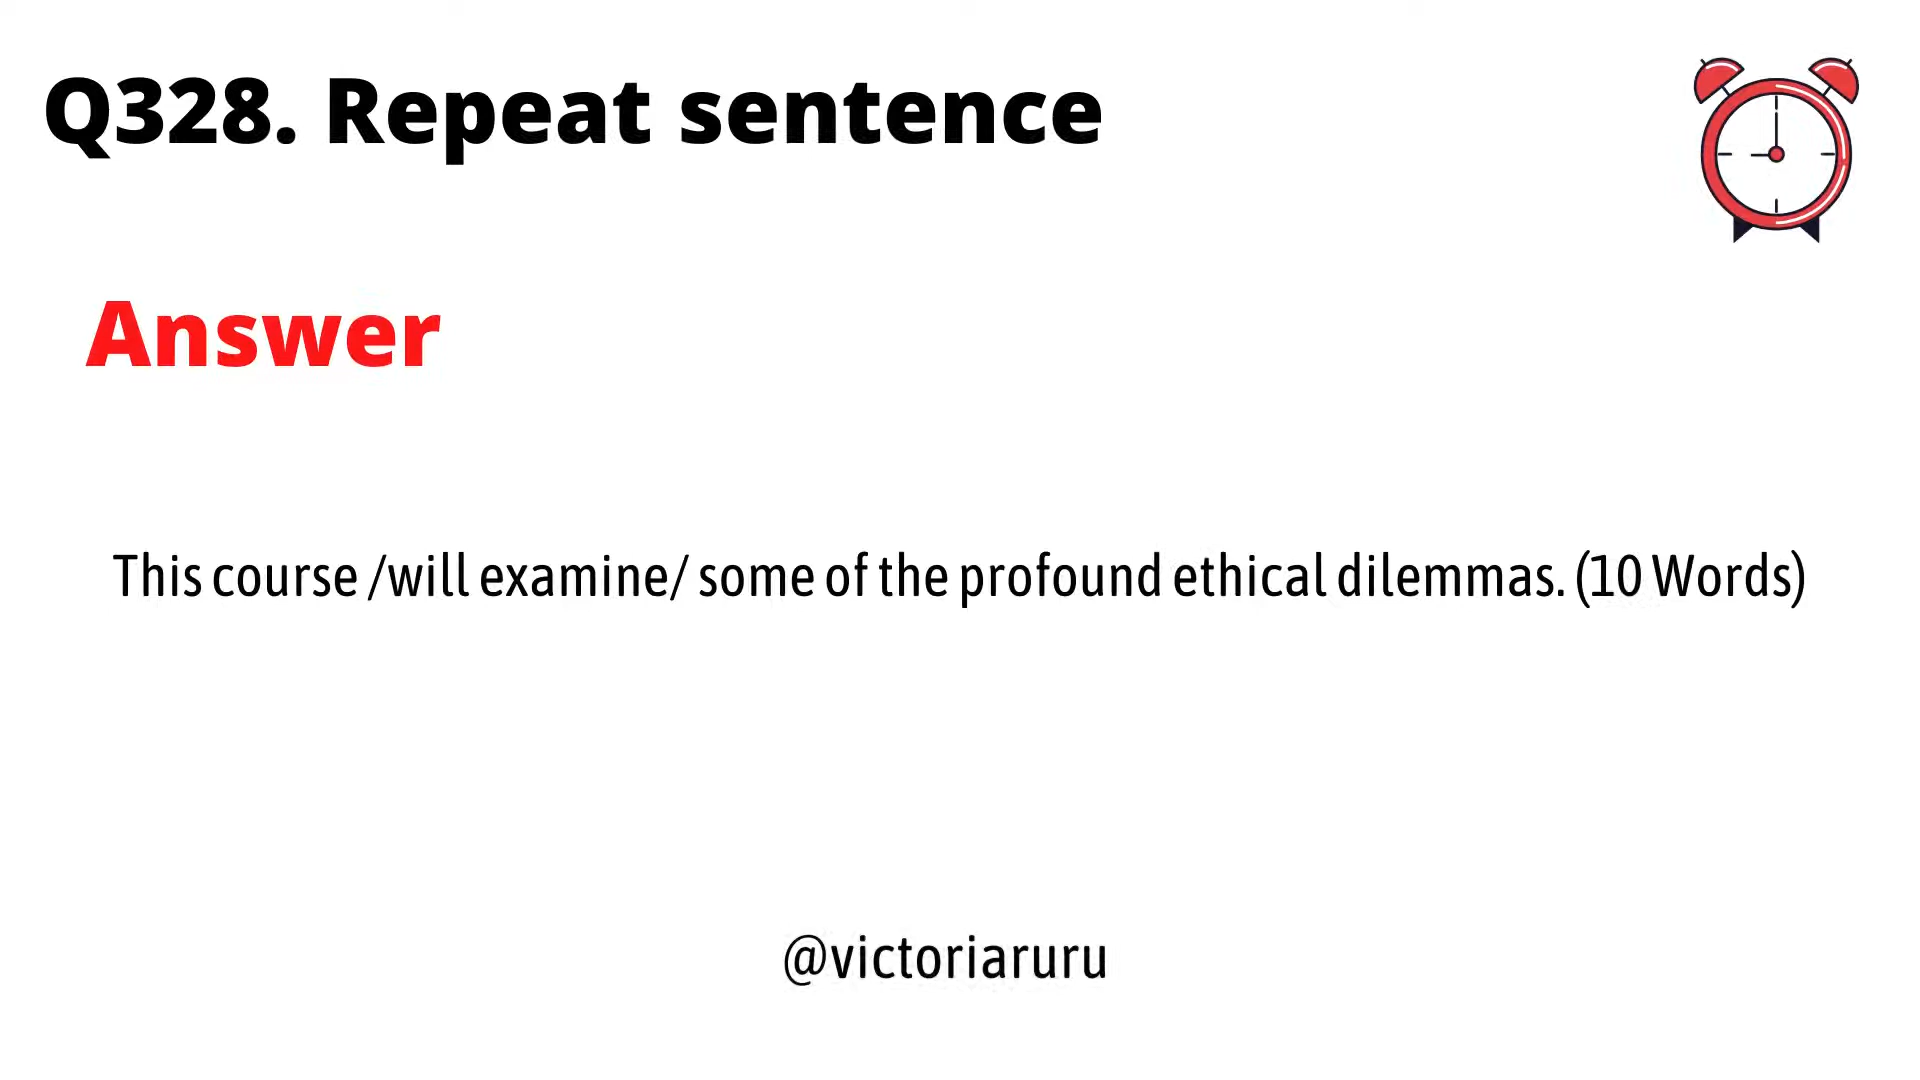 Q328. Repeat sentence
Answer
This course /will examine/ some of the profound ethical dilemmas. (10 Words)
@victoriaruru